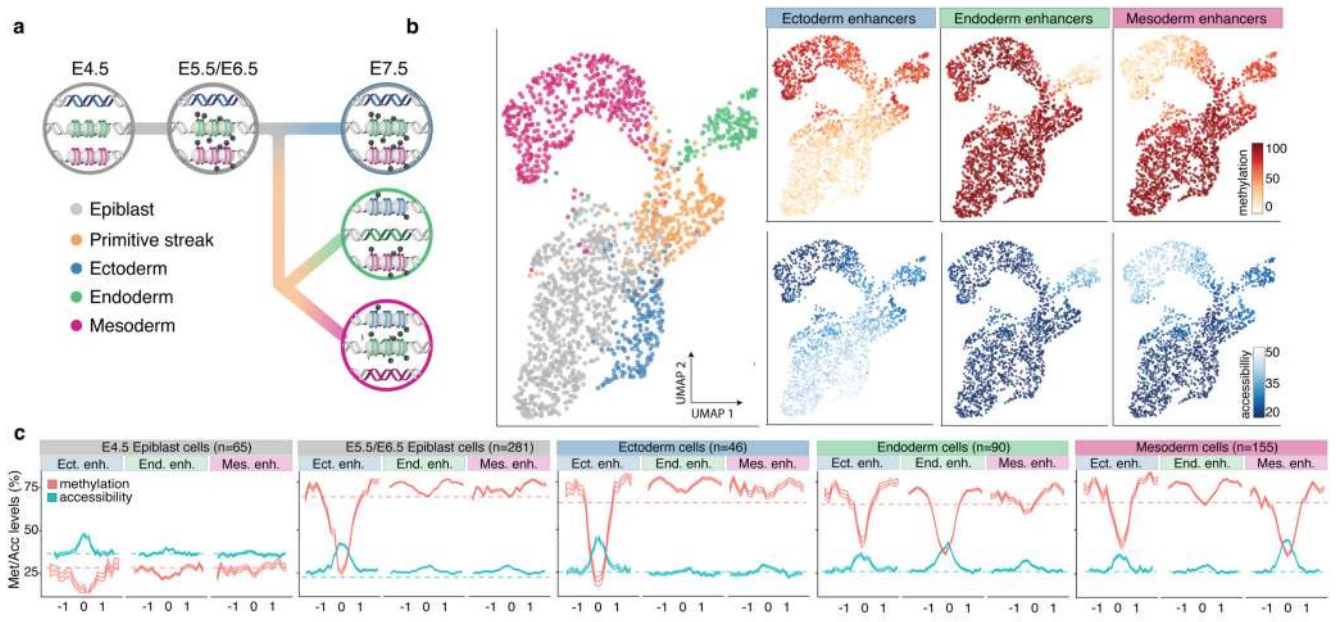 a
E4.5
E5.5/E6.5
E7.5
Epiblast
Primitive streak
Ectoderm
Endoderm
Mesoderm
b
Ectoderm enhancers
Endoderm enhancers
Mesoderm enhancers
UMAP 2
UMAP 1
methylation
100
50
0
accessibility
50
35
20
c
E4.5 Epiblast cells (n=65)
E5.5/E6.5 Epiblast cells (n=281)
Ectoderm cells (n=46)
Endoderm cells (n=90)
Mesoderm cells (n=155)
Ect. enh. End. enh. Mes. enh.
Ect. enh. End. enh. Mes. enh.
Ect. enh. End. enh. Mes. enh.
Ect. enh. End. enh. Mes. enh.
Ect. enh. End. enh. Mes. enh.
methylation
accessibility
Met/Acc levels (%)
75
50
25
-1 0 1 -1 0 1 -1 0 1
-1 0 1 -1 0 1 -1 0 1
-1 0 1 -1 0 1 -1 0 1
-1 0 1 -1 0 1 -1 0 1
-1 0 1 -1 0 1 -1 0 1